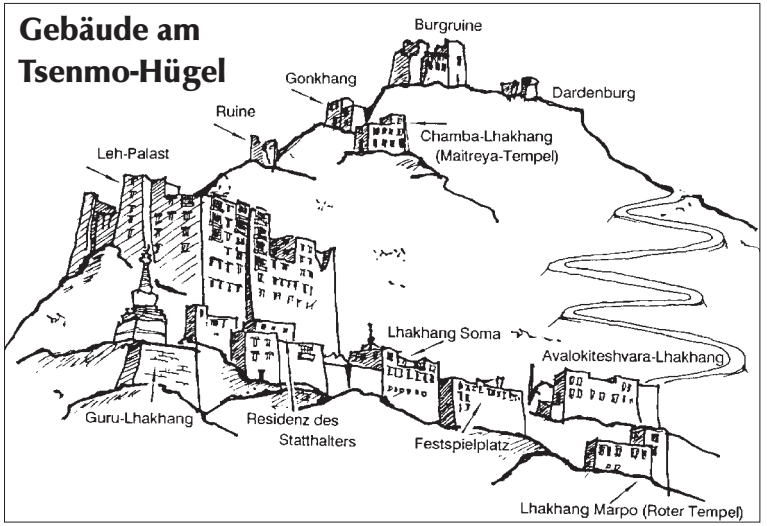 Gebäude am
Tsenmo-Hügel
Burgruine
Gonkhang
Dardenburg
Ruine
Chamba-Lhakhang
(Maitreya-Tempel)
Leh-Palast
Lhakhang Soma
Avalokiteshvara-Lhakhang
Guru-Lhakhang
Residenz des
Statthalters
Festspielplatz
Lhakhang Marpo (Roter Tempel)